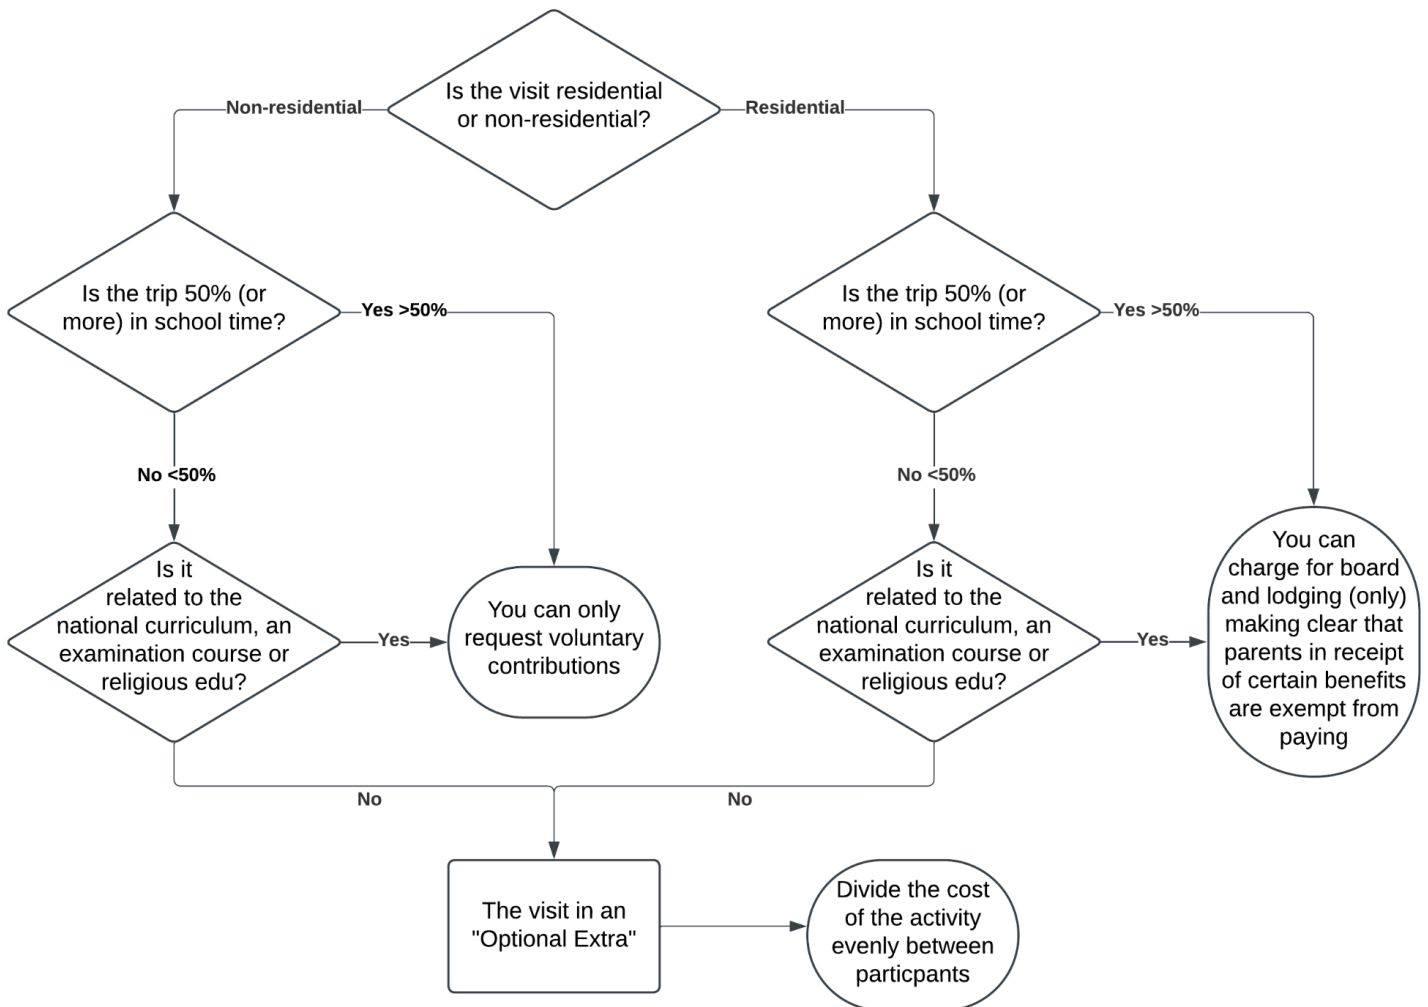 Is the visit residential
or non-residential?
Non-residential
Residential
Is the trip 50% (or
more) in school time?
Yes >50%
Is the trip 50% (or
more) in school time?
Yes >50%
No <50%
No <50%
Is it
related to the
national curriculum, an
examination course or
religious edu?
Yes
You can only
request voluntary
contributions
Is it
related to the
national curriculum, an
examination course or
religious edu?
Yes
You can
charge for board
and lodging (only)
making clear that
parents in receipt
of certain benefits
are exempt from
paying
No
No
The visit in an
"Optional Extra"
Divide the cost
of the activity
evenly between
particpants